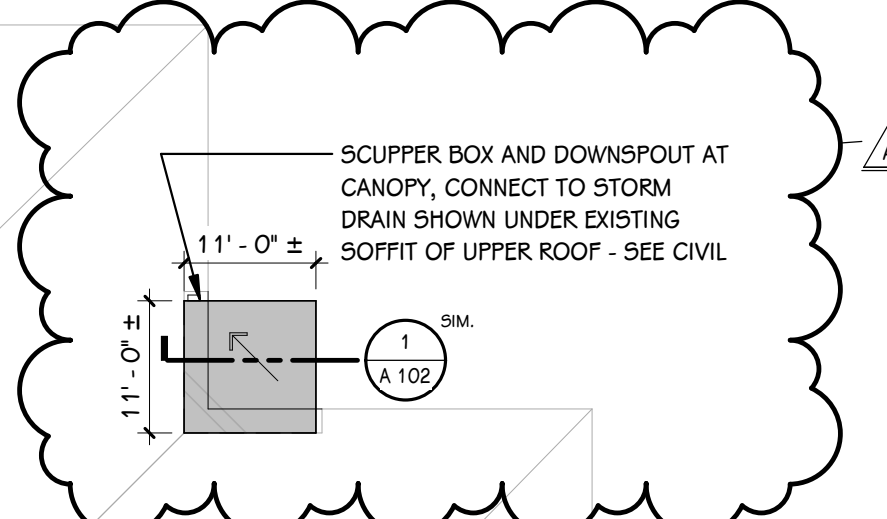 SCUPPER BOX AND DOWNSPOUT AT
CANOPY, CONNECT TO STORM
DRAIN SHOWN UNDER EXISTING
SOFFIT OF UPPER ROOF - SEE CIVIL
11' - 0" ±
11' - 0" ±
SIM.
1
A 102